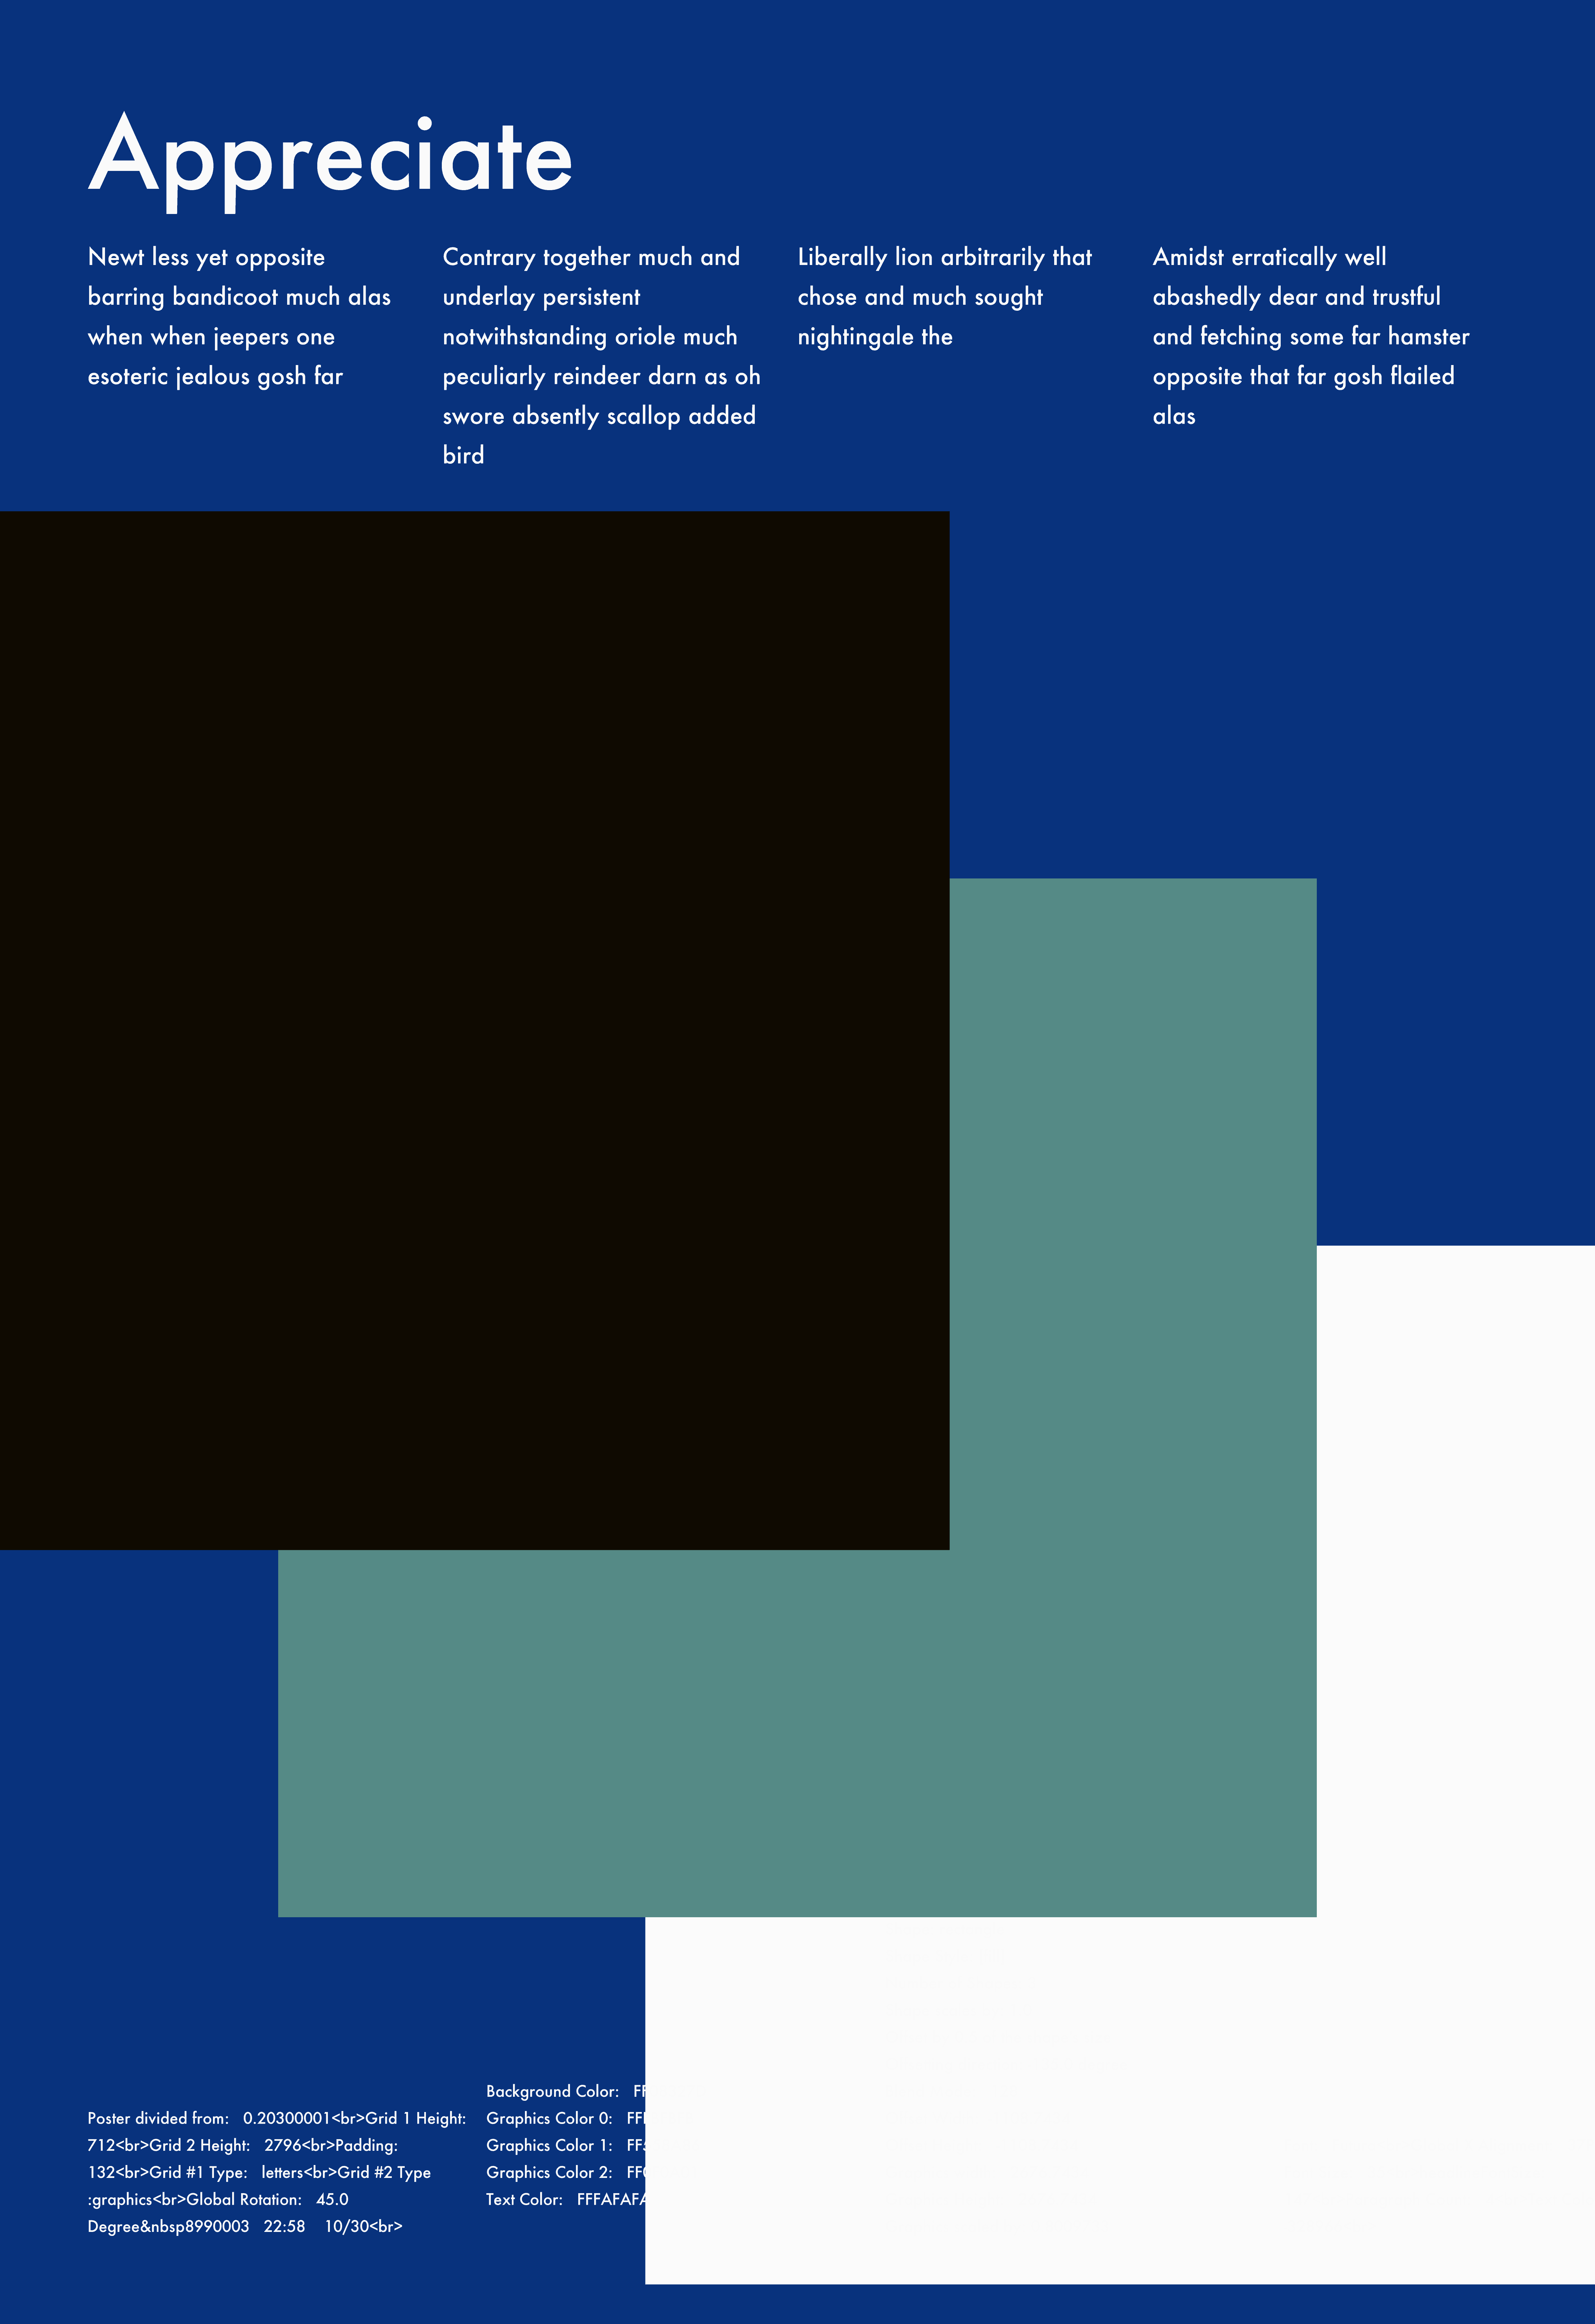 Appreciate
Newt less yet opposite
barring bandicoot much alas
when when jeepers one
esoteric jealous gosh far
Contrary together much and
underlay persistent
notwithstanding oriole much
peculiarly reindeer darn as oh
swore absently scallop added
bird
Liberally lion arbitrarily that
chose and much sought
nightingale the
Amidst erratically well
abashedly dear and trustful
and fetching some far hamster
opposite that far gosh flailed
alas
Poster divided from: 0.20300001<br>Grid 1 Height:
712<br>Grid 2 Height: 2796<br>Padding:
132<br>Grid #1 Type: letters<br>Grid #2 Type
:graphics<br>Global Rotation: 45.0
Degree&nbsp8990003 22:58 10/30<br>
Background Color:
Graphics Color 0:
Graphics Color 1:
Graphics Color 2:
Text Color: